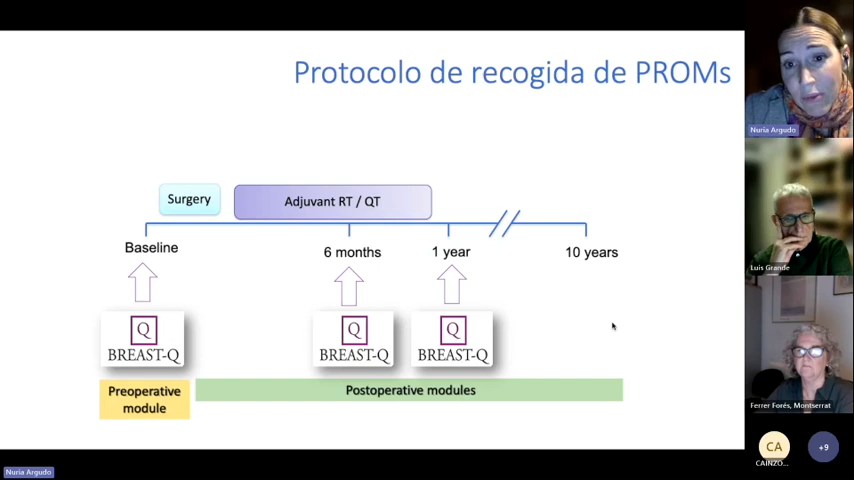 Protocolo de recogida de PROMs
Surgery
Adjuvant RT / QT
Baseline
6 months
1 year
10 years
Q
BREAST-Q
Q
BREAST-Q
Q
BREAST-Q
Preoperative
module
Postoperative modules
Nuria Argudo
Luis Grande
Ferrer Forés, Montserrat
CA
CAINZO...
+9
Nuria Argudo